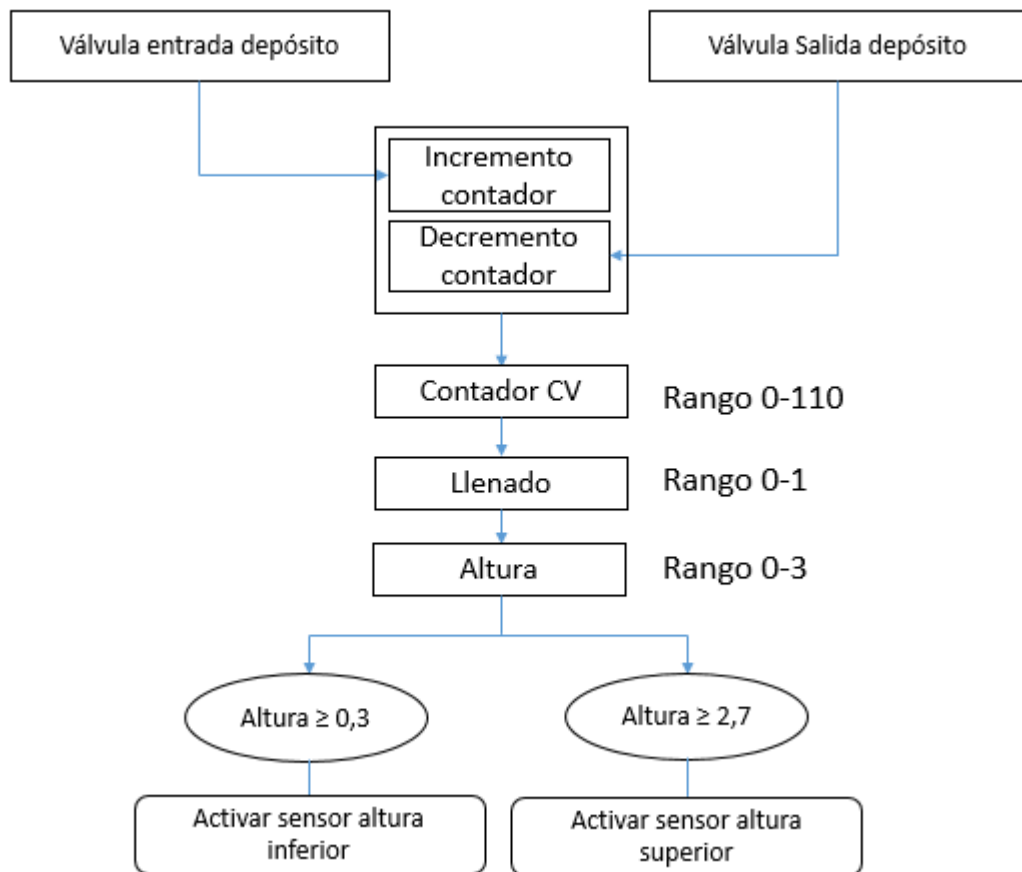 Válvula entrada depósito
Válvula Salida depósito
Incremento
contador
Decremento
contador
Contador CV
Rango 0-110
Llenado
Rango 0-1
Altura
Rango 0-3
Altura ≥ 0,3
Altura ≥ 2,7
Activar sensor altura
inferior
Activar sensor altura
superior